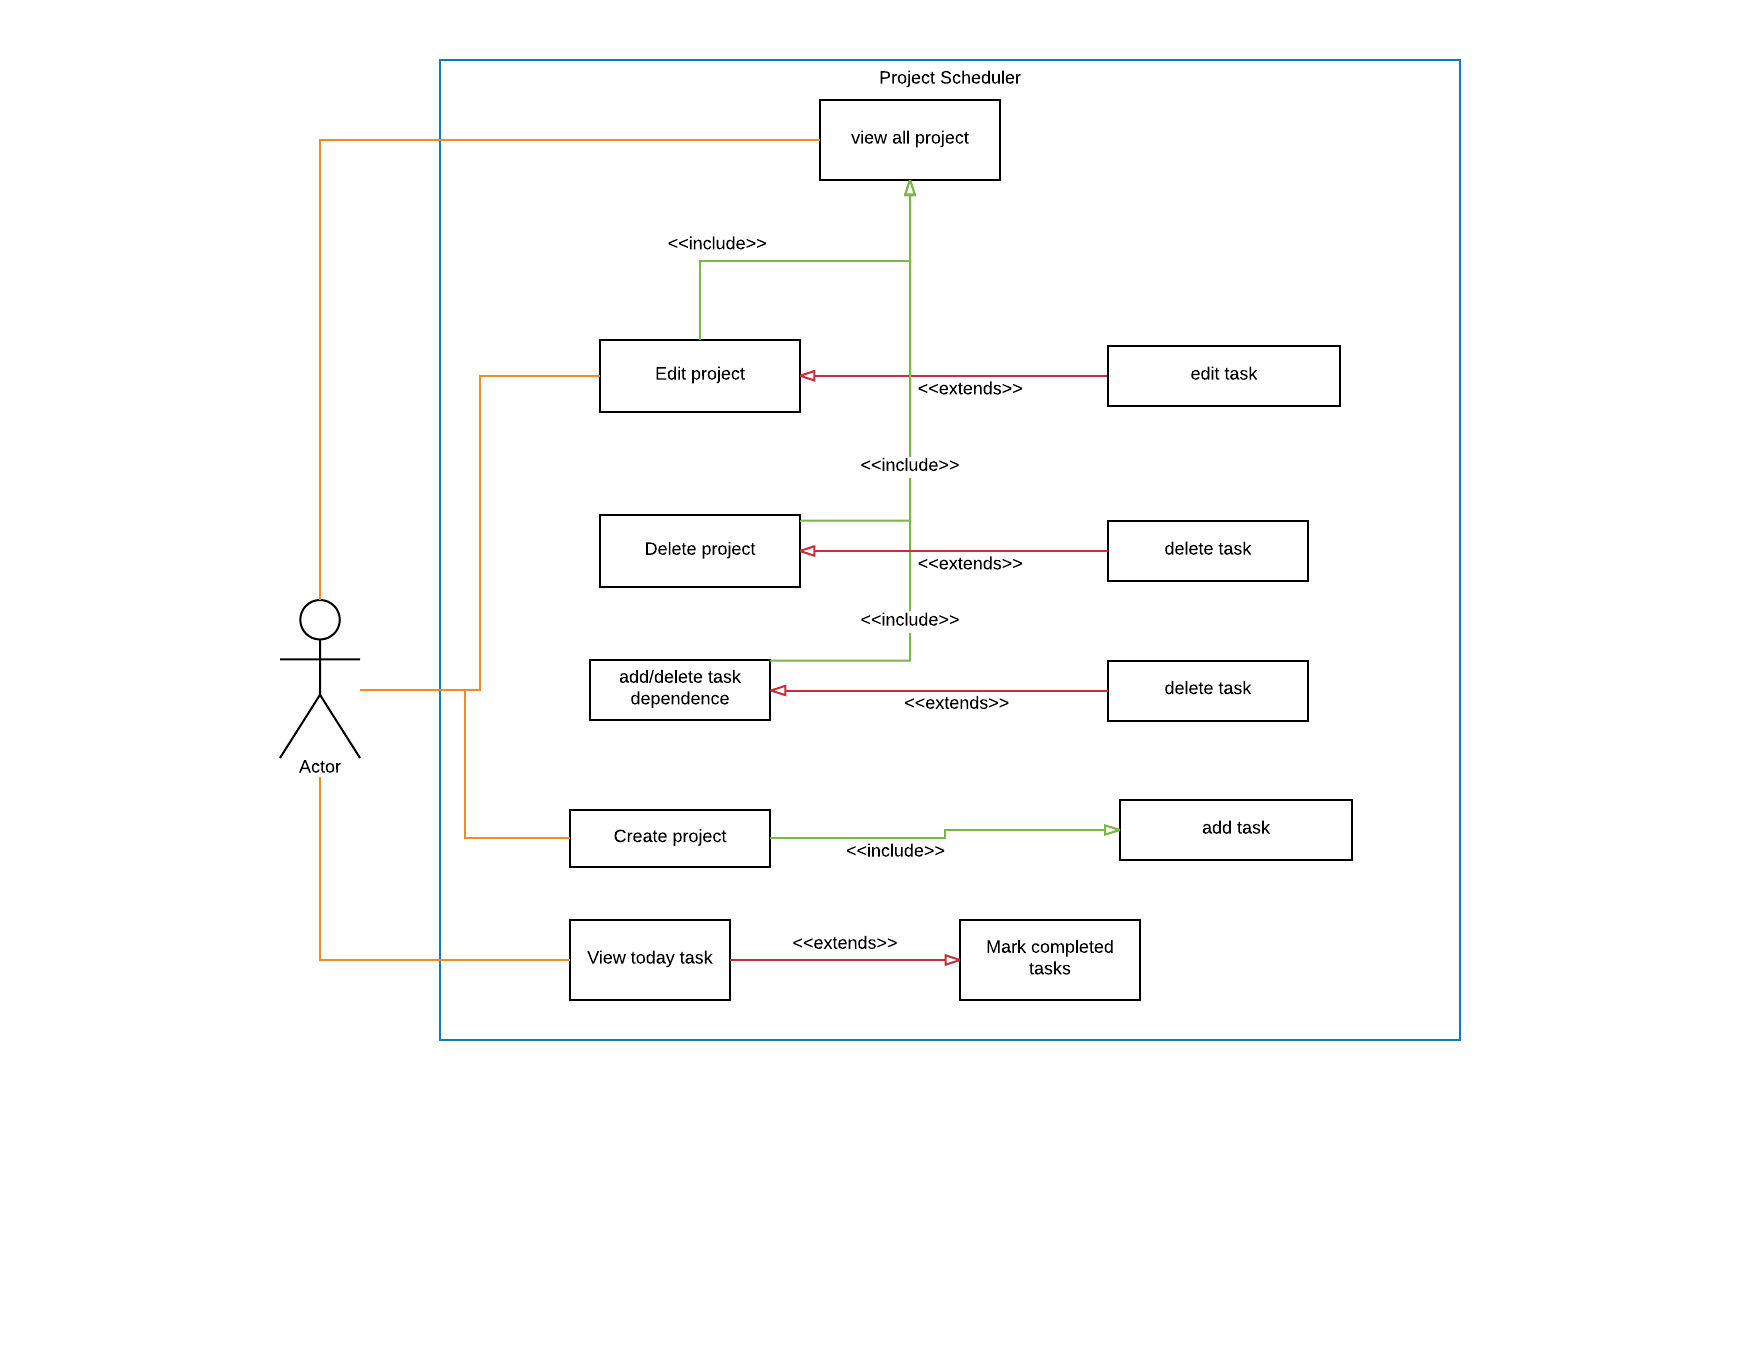 Project Scheduler
view all project
<<include>>
Edit project
edit task
<<extends>>
<<include>>
Delete project
delete task
<<extends>>
<<include>>
add/delete task
dependence
delete task
<<extends>>
Actor
Create project
add task
<<include>>
View today task
<<extends>>
Mark completed
tasks